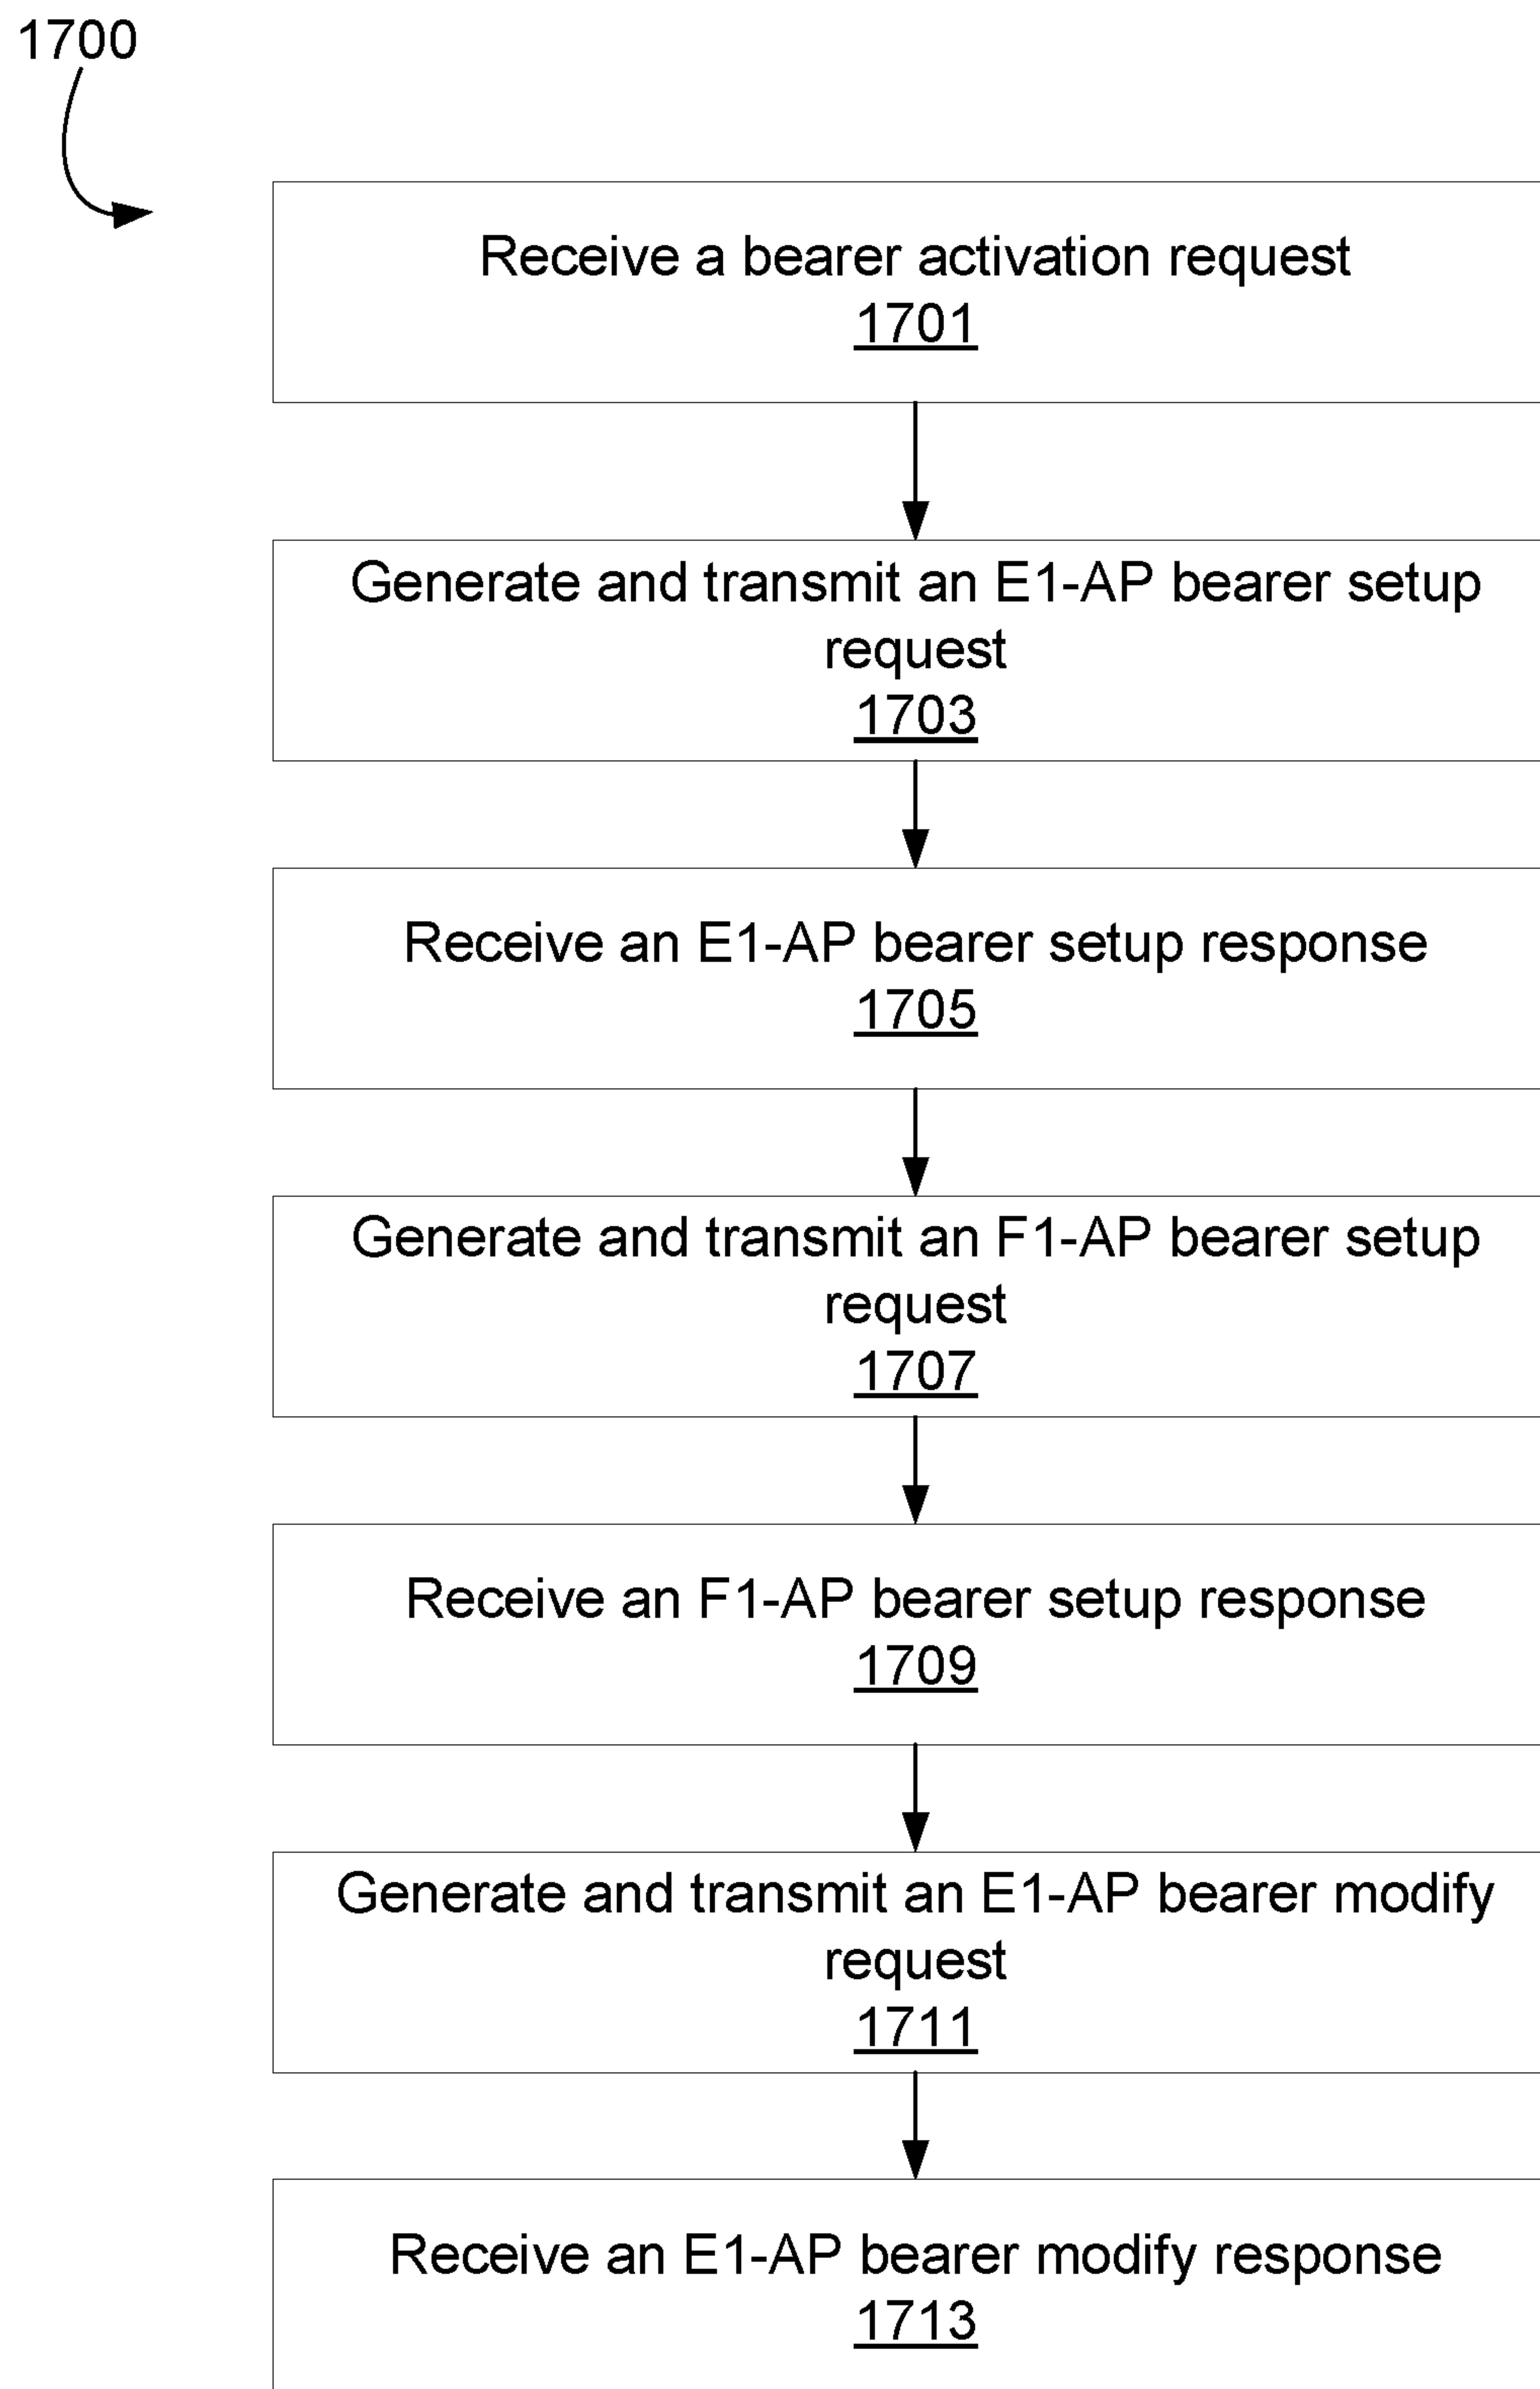 1700
Receive a bearer activation request
1701
Generate and transmit an E1-AP bearer setup
request
1703
Receive an E1-AP bearer setup response
1705
Generate and transmit an F1-AP bearer setup
request
1707
Receive an F1-AP bearer setup response
1709
Generate and transmit an E1-AP bearer modify
request
1711
Receive an E1-AP bearer modify response
1713